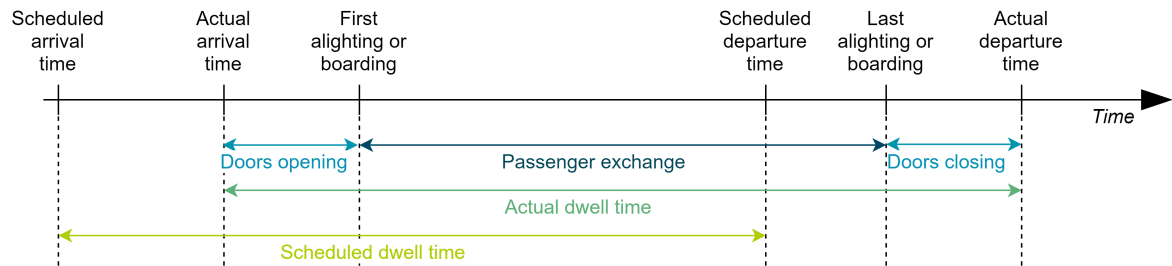 Scheduled
arrival
time
Actual
arrival
time
First
alighting or
boarding
Scheduled
departure
time
Last
alighting or
boarding
Actual
departure
time
Time
Doors opening
Passenger exchange
Doors closing
Actual dwell time
Scheduled dwell time